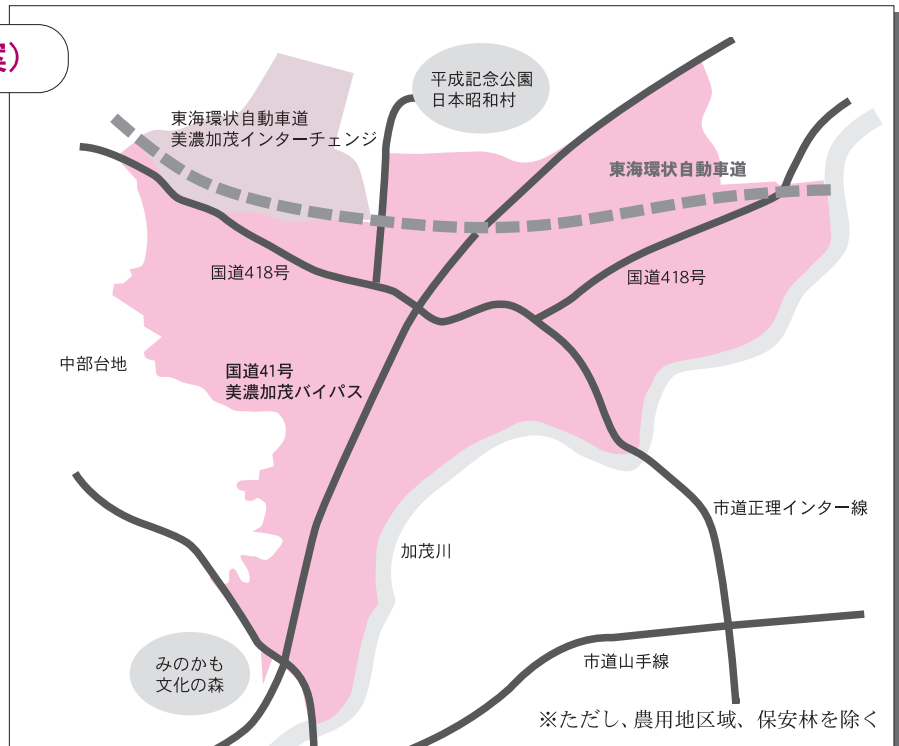 案）
平成記念公園
日本昭和村
東海環状自動車道
美濃加茂インターチェンジ
東海環状自動車道
国道418号
国道418号
中部台地
国道41号
美濃加茂バイパス
市道正理インター線
加茂川
みのかも
文化の森
市道山手線
※ただし、農用地区域、保安林を除く